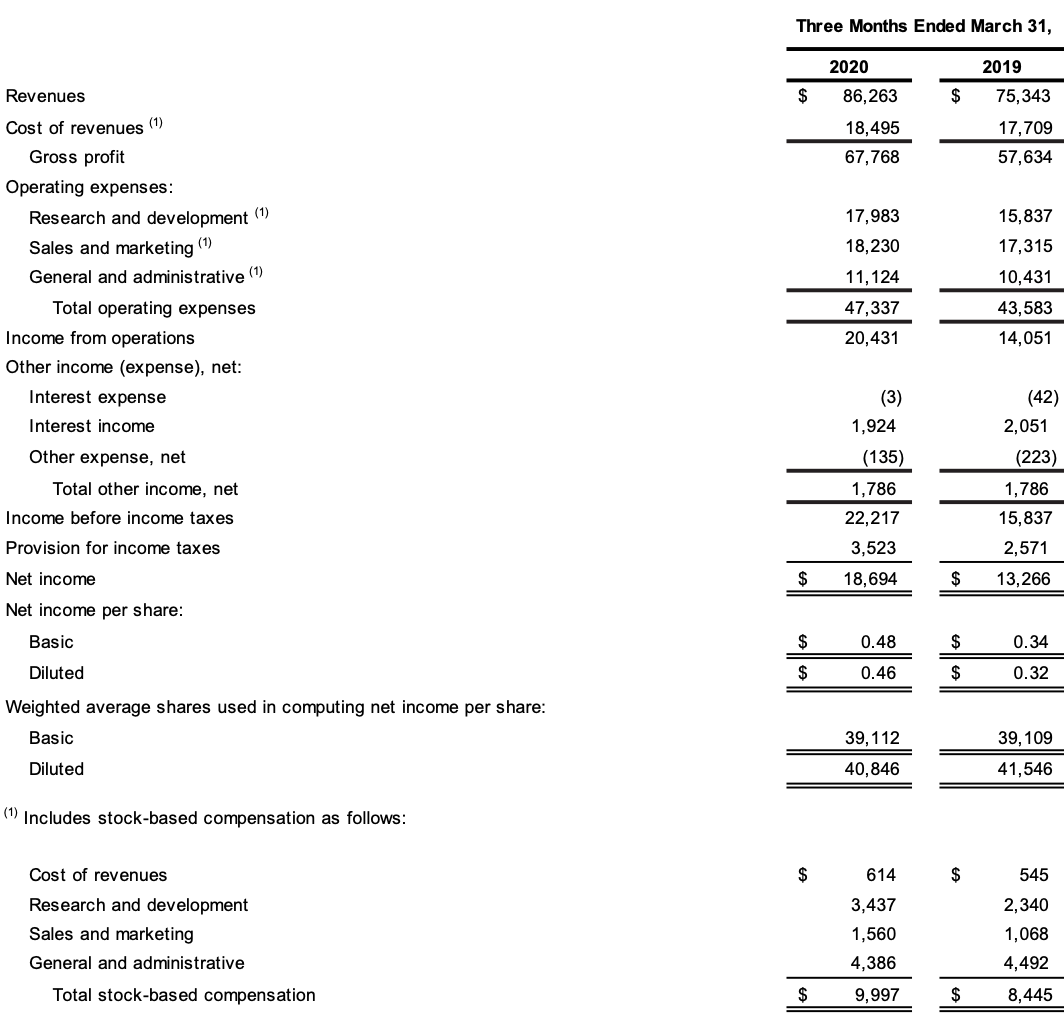 Three Months Ended March 31,
2020 2019
Revenues $ 86,263 $ 75,343
Cost of revenues (1) 18,495 17,709
Gross profit 67,768 57,634
Operating expenses:
Research and development (1) 17,983 15,837
Sales and marketing (1) 18,230 17,315
General and administrative (1) 11,124 10,431
Total operating expenses 47,337 43,583
Income from operations 20,431 14,051
Other income (expense), net:
Interest expense (3) (42)
Interest income 1,924 2,051
Other expense, net (135) (223)
Total other income, net 1,786 1,786
Income before income taxes 22,217 15,837
Provision for income taxes 3,523 2,571
Net income $ 18,694 $ 13,266
Net income per share:
Basic $ 0.48 $ 0.34
Diluted $ 0.46 $ 0.32
Weighted average shares used in computing net income per share:
Basic 39,112 39,109
Diluted 40,846 41,546
(1) Includes stock-based compensation as follows:
Cost of revenues $ 614 $ 545
Research and development 3,437 2,340
Sales and marketing 1,560 1,068
General and administrative 4,386 4,492
Total stock-based compensation $ 9,997 $ 8,445